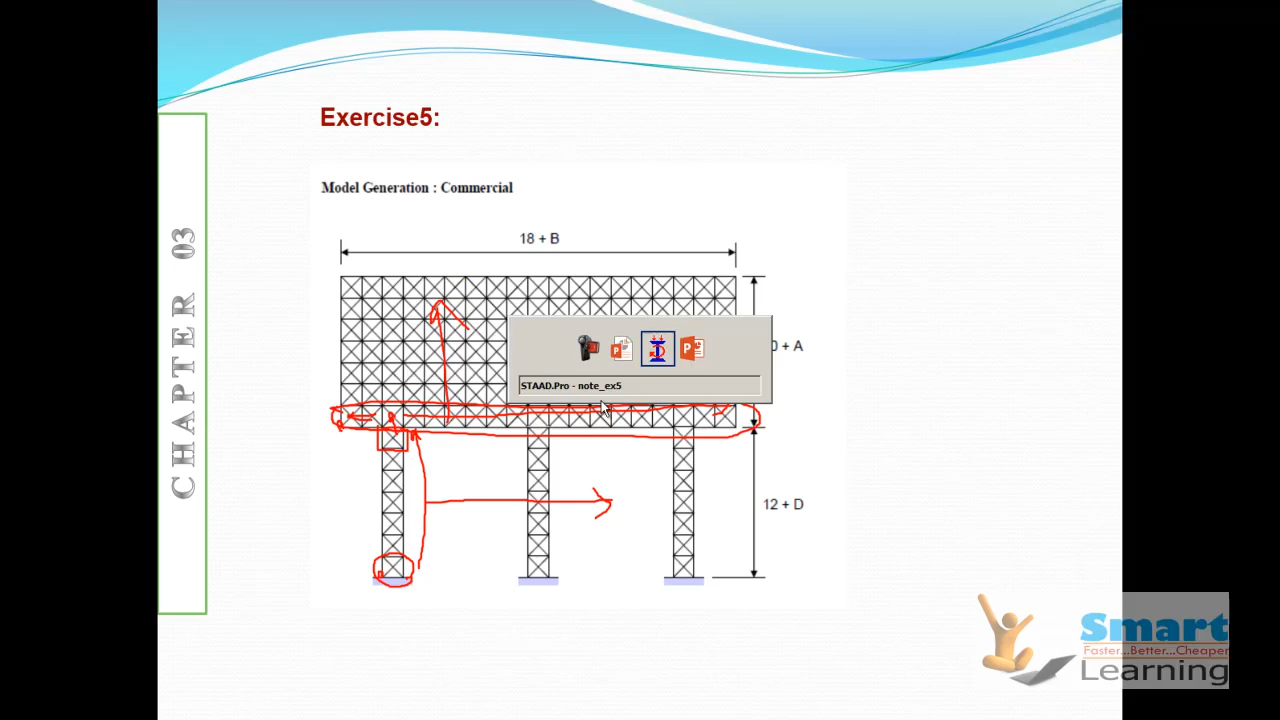 Exercise5:
Model Generation : Commercial
18 + B
0 + A
STAAD.Pro - note_ex5
12 + D
CHAPTER 03
Smart
Faster...Better...Cheaper
Learning